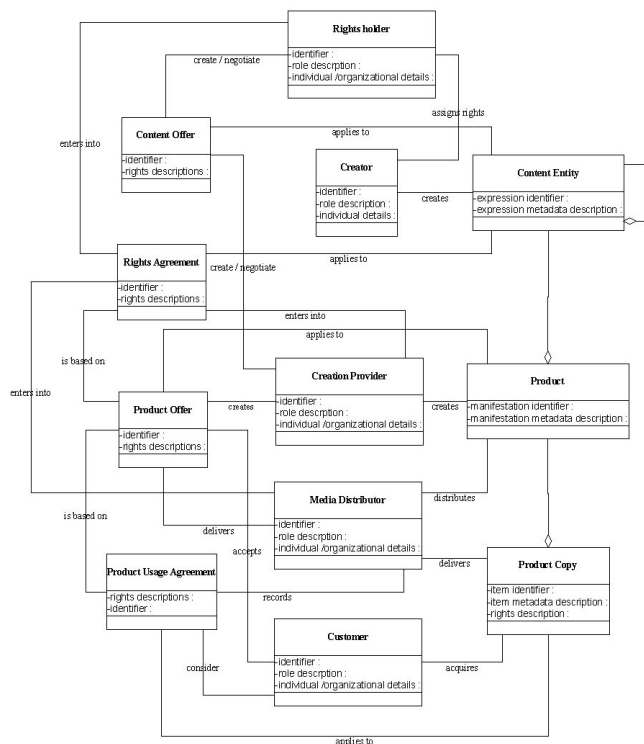 Rights holder
-identifier :
-role descrption :
-individual /organizational details :
create / negotiate
assigns rights
enters into
Content Offer
-identifier :
-rights descriptions :
applies to
Creator
-identifier :
-role description :
-individual details :
creates
Content Entity
-expression identifier :
-expression metadata description :
Rights Agreement
-identifier :
-rights descriptions :
create / negotiate
applies to
enters into
is based on
applies to
enters into
Creation Provider
-identifier :
-role descrption :
-individual /organizational details :
creates
creates
Product
-manifestation identifier :
-manifestation metadata description :
Product Offer
-identifier :
-rights descriptions :
is based on
delivers
accepts
Media Distributor
-identifier :
-role descrption :
-individual /organizational details :
distributes
delivers
Product Usage Agreement
-rights descriptions :
-identifier :
records
Product Copy
-item identifier :
-item metadata description :
-rights description :
consider
Customer
-identifier :
-role descrption :
-individual /organizational details :
acquires
applies to